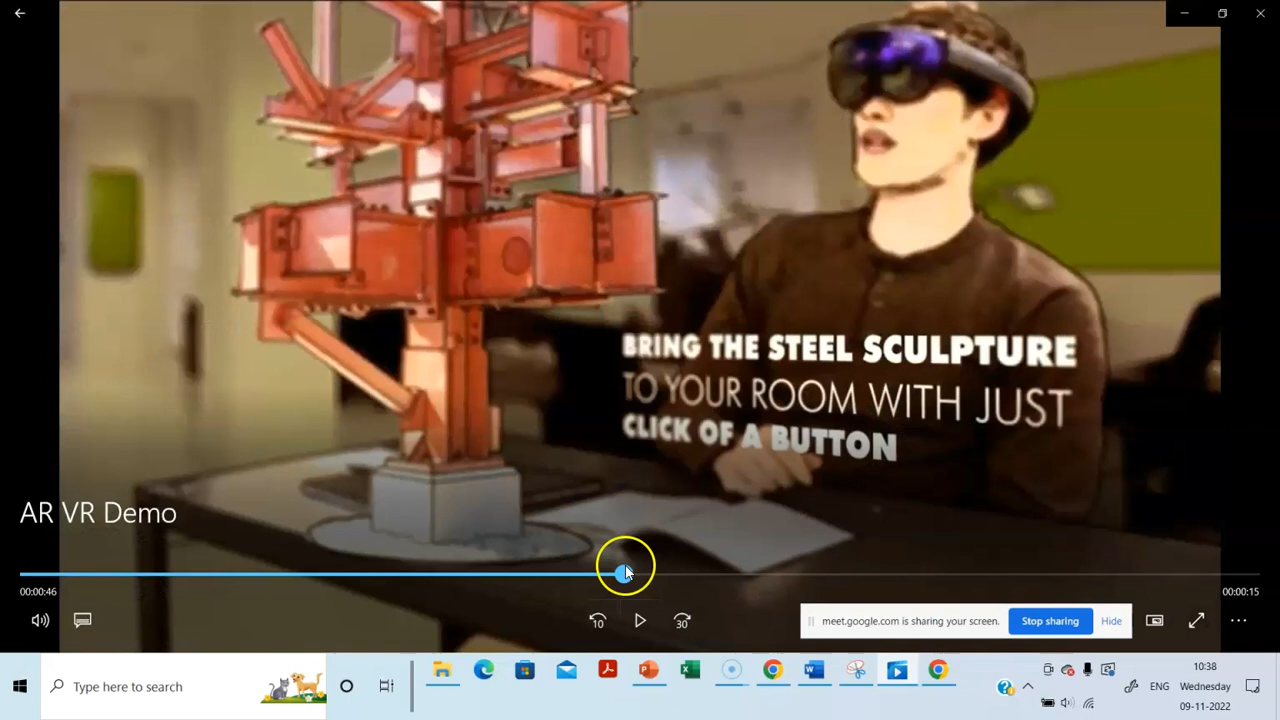 BRING THE STEEL SCULPTURE
TO YOUR ROOM WITH JUST
CLICK OF A BUTTON
AR VR Demo
00:00:46
00:00:15
10
30
meet.google.com is sharing your screen.
Stop sharing
Hide
Type here to search
ENG
10:38
Wednesday
09-11-2022